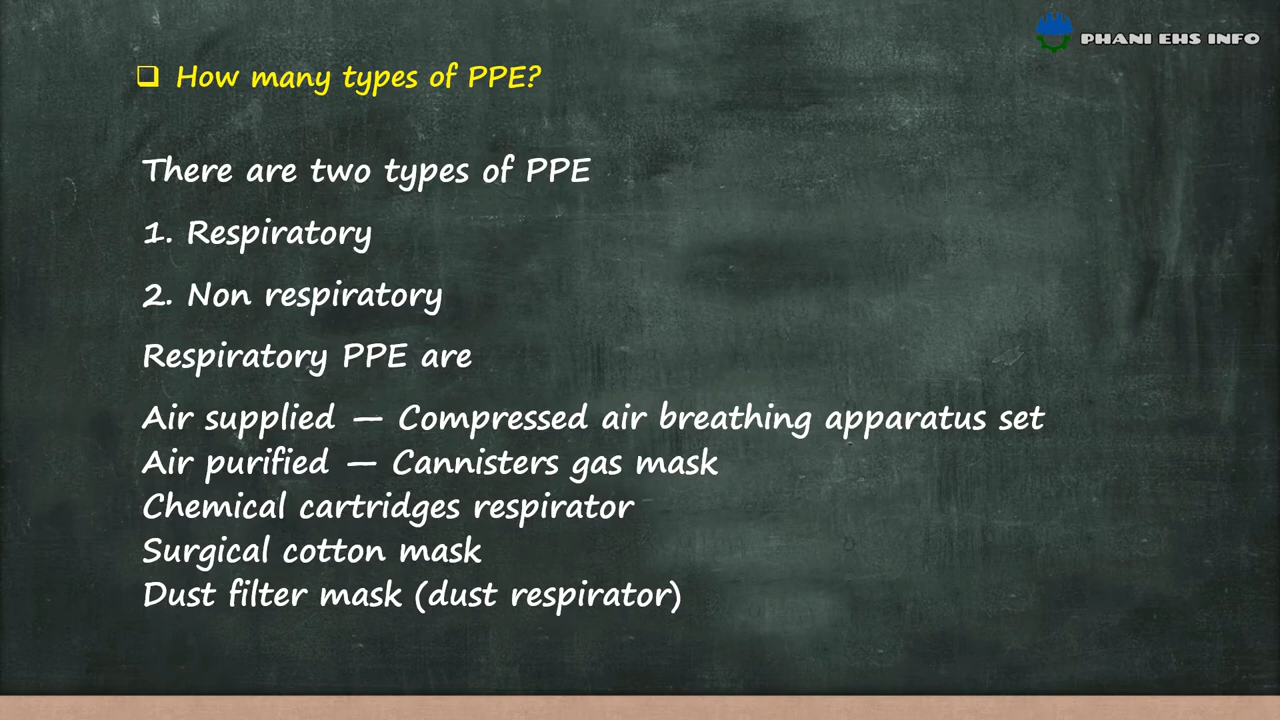 PHANI EHS INFO
❑ How many types of PPE?
There are two types of PPE
1. Respiratory
2. Non respiratory
Respiratory PPE are
Air supplied — Compressed air breathing apparatus set
Air purified — Cannisters gas mask
Chemical cartridges respirator
Surgical cotton mask
Dust filter mask (dust respirator)